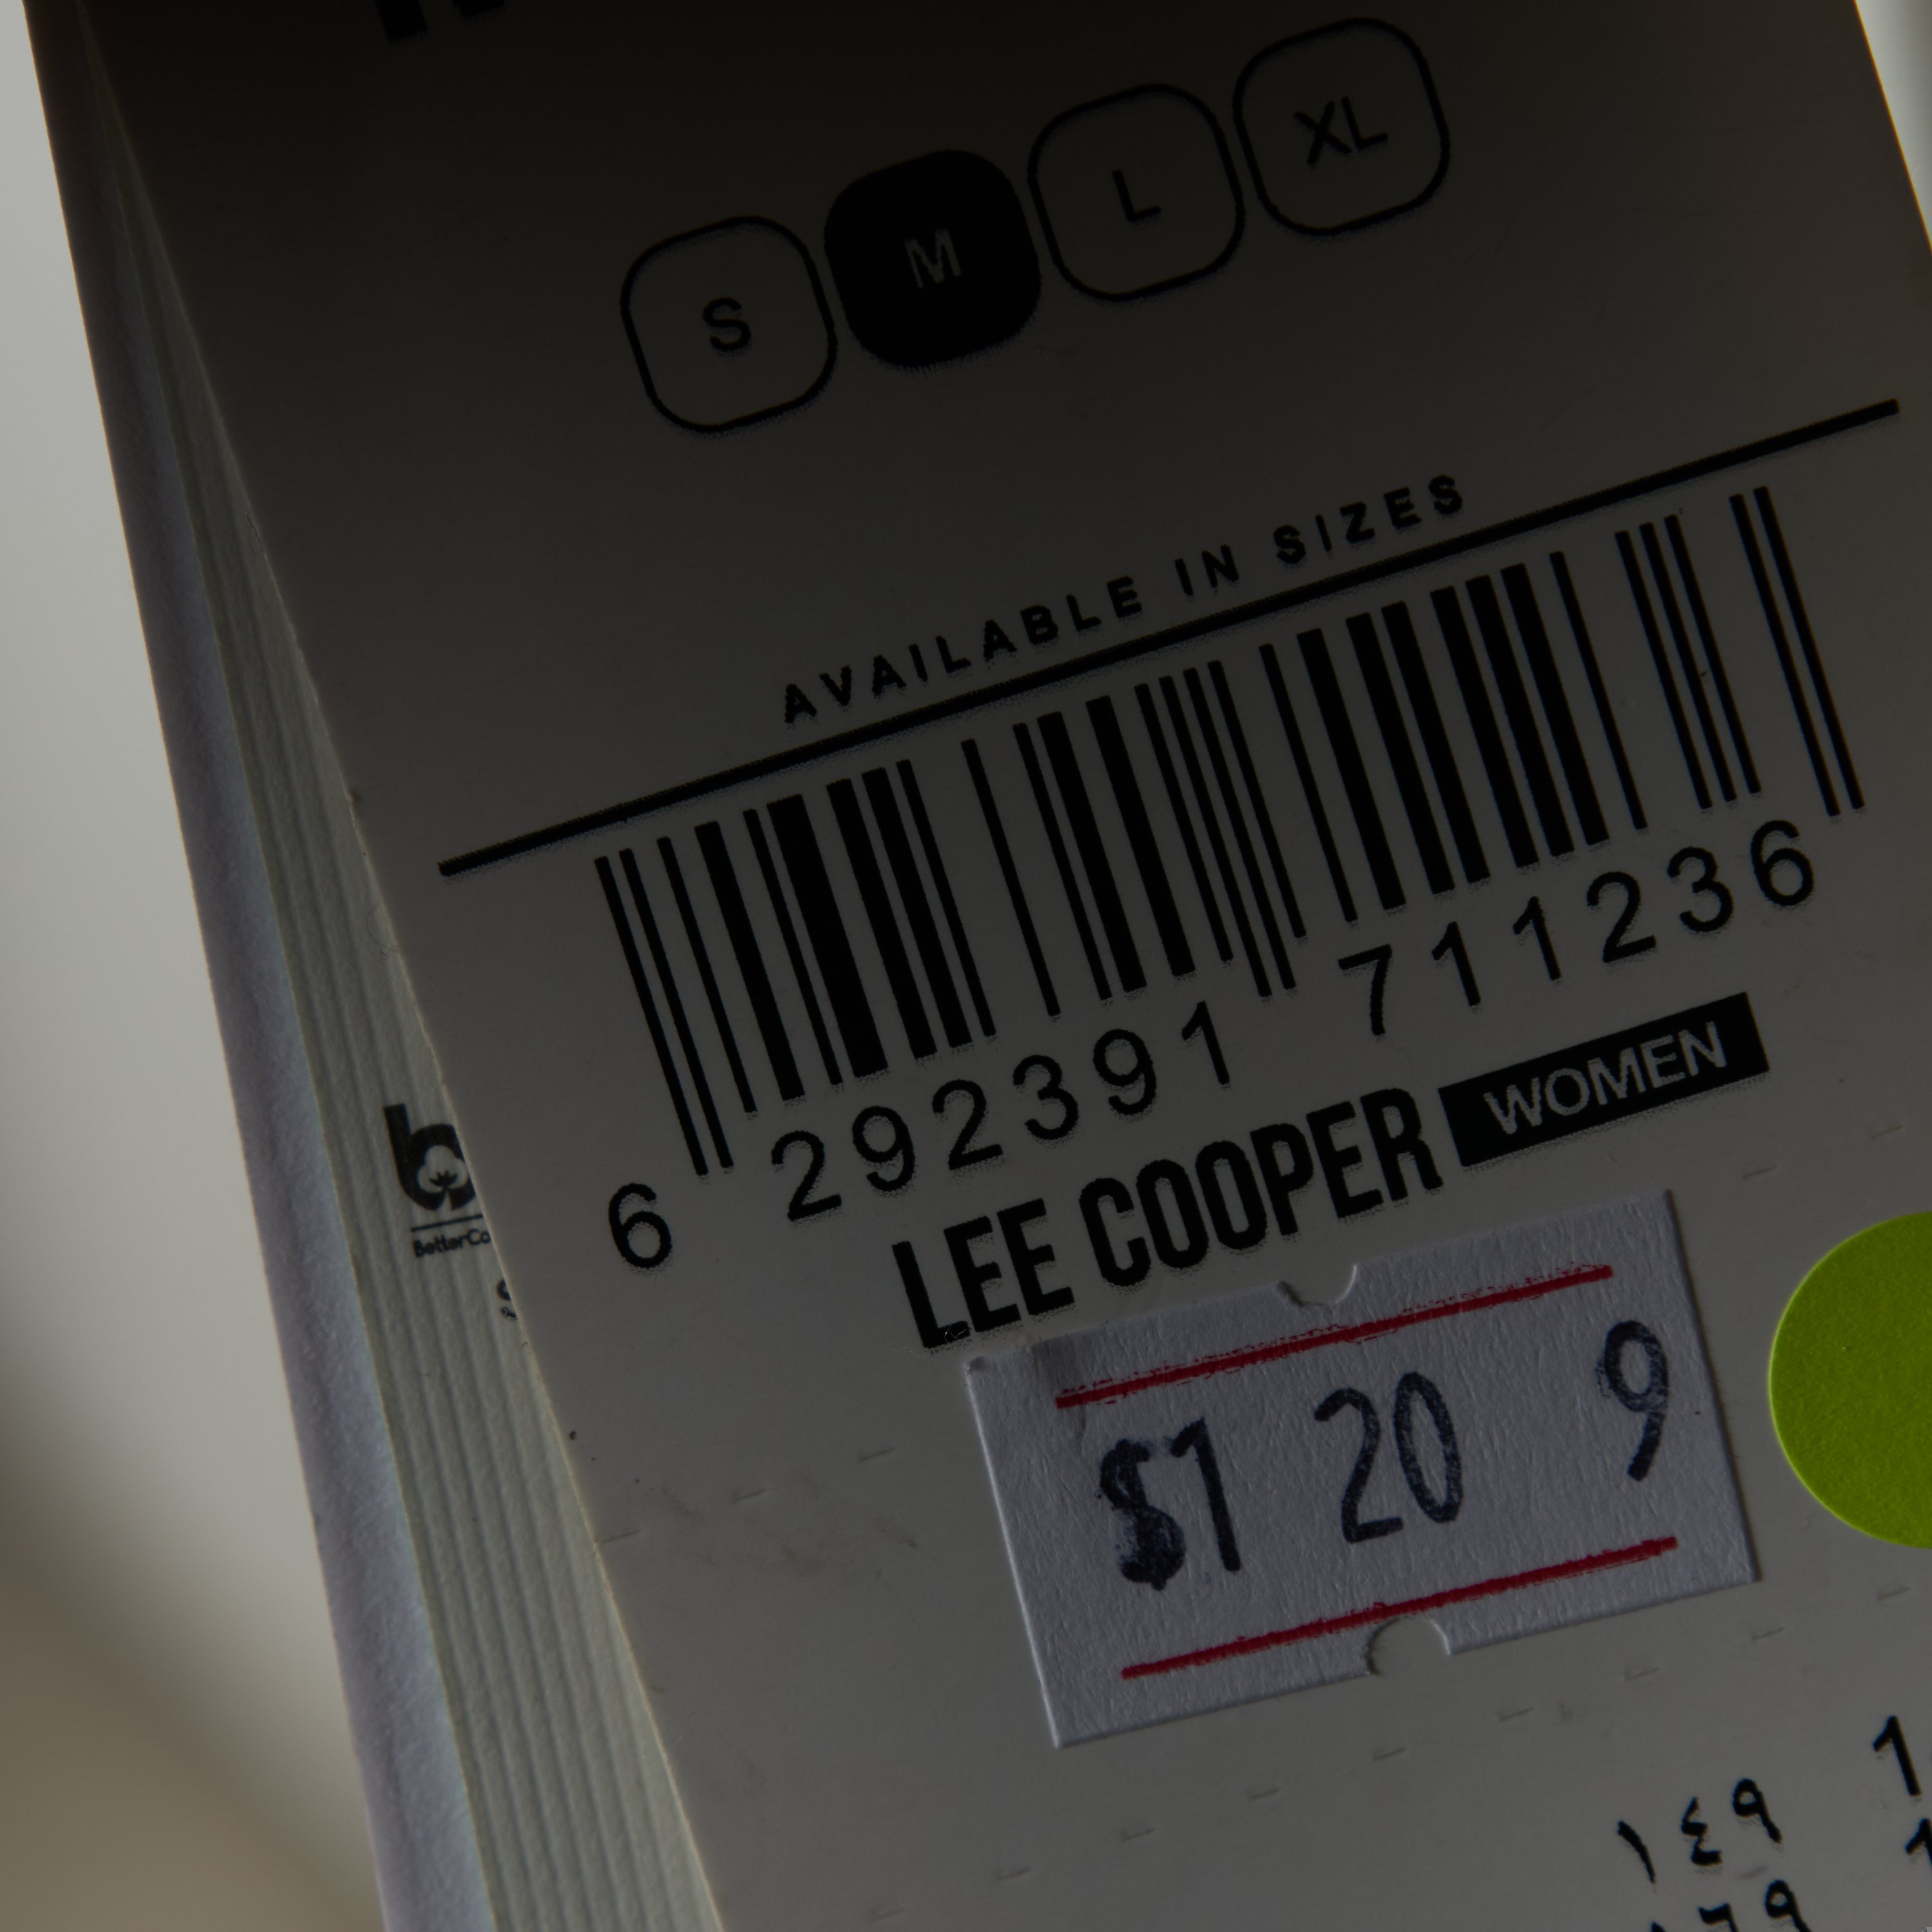 S M L XL
AVAILABLE IN SIZES
6 292391 711236
LEE COOPER WOMEN
$1 20 9
١٤٩